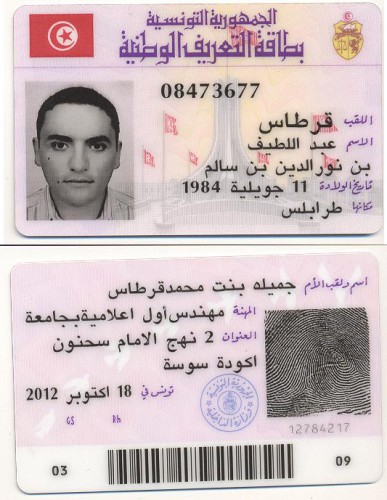 الجمهورية التونسية
بطاقة التعريف الوطنية
08473677
اللقب قرطاس
الاسم عبد اللطيف
بن نورالدين بن سالم
تاريخ الولادة 11 جويلية 1984
مكانها طرابلس
اسم ولقب الأم جميله بنت محمدقرطاس
المهنة مهندس أول اعلامية بجامعة
العنوان 2 نهج الامام سحنون
اكودة سوسة
تونس في 18 اكتوبر 2012
GS Rh
12784217
03 09